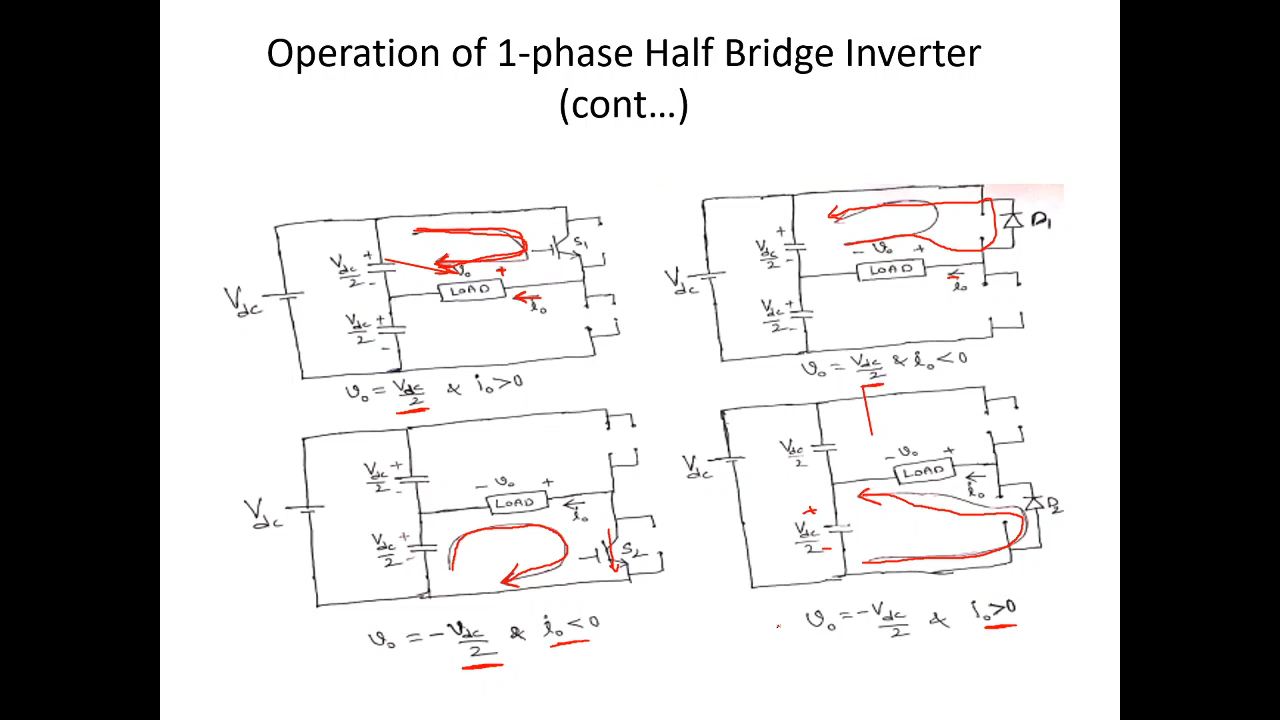 Operation of 1-phase Half Bridge Inverter
(cont…)
Vdc
Vdc/2
+
-
Vdc/2
+
-
S1
v0
+
LOAD
i0
v0 = Vdc/2 & i0>0
Vdc
Vdc/2
+
-
Vdc/2
+
-
D1
- v0 +
LOAD
i0
v0 = Vdc/2 & i0<0
Vdc
Vdc/2
+
-
Vdc/2
+
-
- v0 +
LOAD
i0
S2
v0 = -Vdc/2 & i0<0
Vdc
Vdc/2
+
Vdc/2
-
- v0 +
LOAD
i0
D2
v0 = -Vdc/2 & i0>0